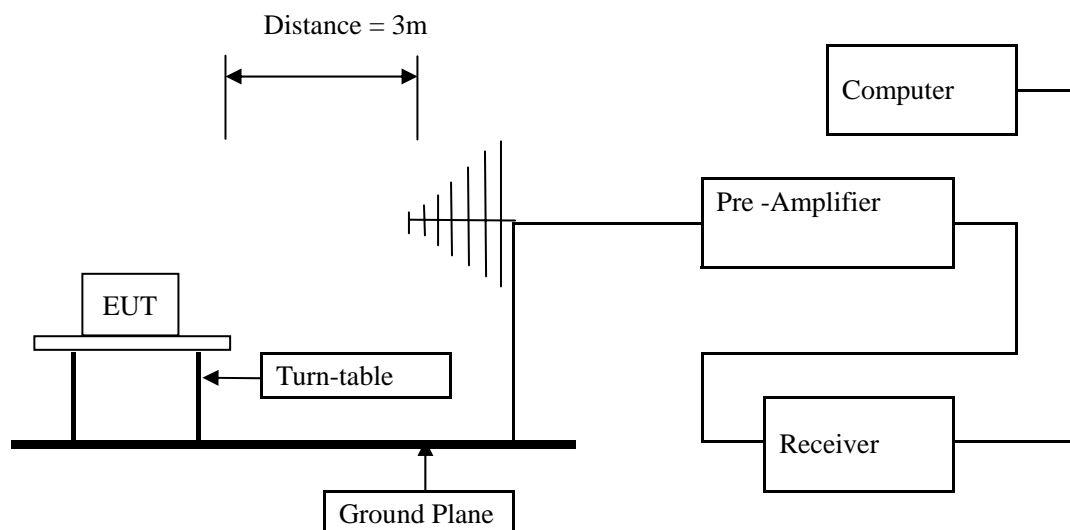 Distance = 3m
Computer
Pre -Amplifier
EUT
Turn-table
Receiver
Ground Plane